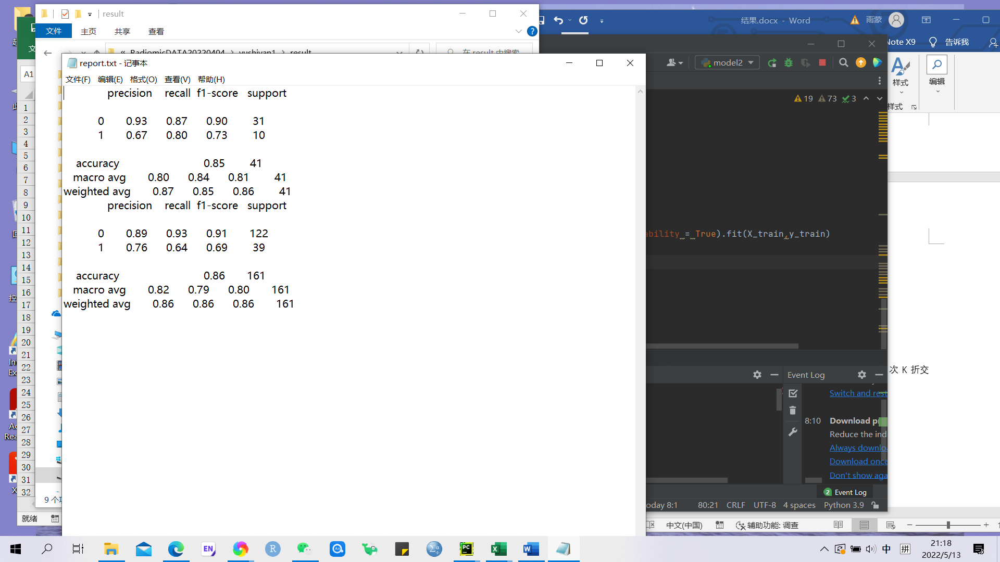 result
文件 主页 共享 查看
结果.docx - Word 雨蒙
Note X9 告诉我
« RadiomicDATA20220404 > yushiyan1 > result
在 result 中搜索
report.txt - 记事本
文件(F) 编辑(E) 格式(O) 查看(V) 帮助(H)
precision recall f1-score support
0 0.93 0.87 0.90 31
1 0.67 0.80 0.73 10
accuracy 0.85 41
macro avg 0.80 0.84 0.81 41
weighted avg 0.87 0.85 0.86 41
precision recall f1-score support
0 0.89 0.93 0.91 122
1 0.76 0.64 0.69 39
accuracy 0.86 161
macro avg 0.82 0.79 0.80 161
weighted avg 0.86 0.86 0.86 161
A1
1
2
3
4
5
6
7
8
9
10
11
12
13
14
15
16
17
18
19
20
21
22
23
24
25
26
27
28
29
30
31
32
就绪
model2
19 73 3
样式
编辑
样式
ability = True).fit(X_train,y_train)
次 K 折交
Event Log
Switch and rest
8:10 Download pr
Reduce the ind
Always downlo
Download once
Don't show aga
2 Event Log
oday 8:1 80:21 CRLF UTF-8 4 spaces Python 3.9
中文(中国) 辅助功能: 调查
EN
R
PC
X
W
中 拼
21:18
2022/5/13